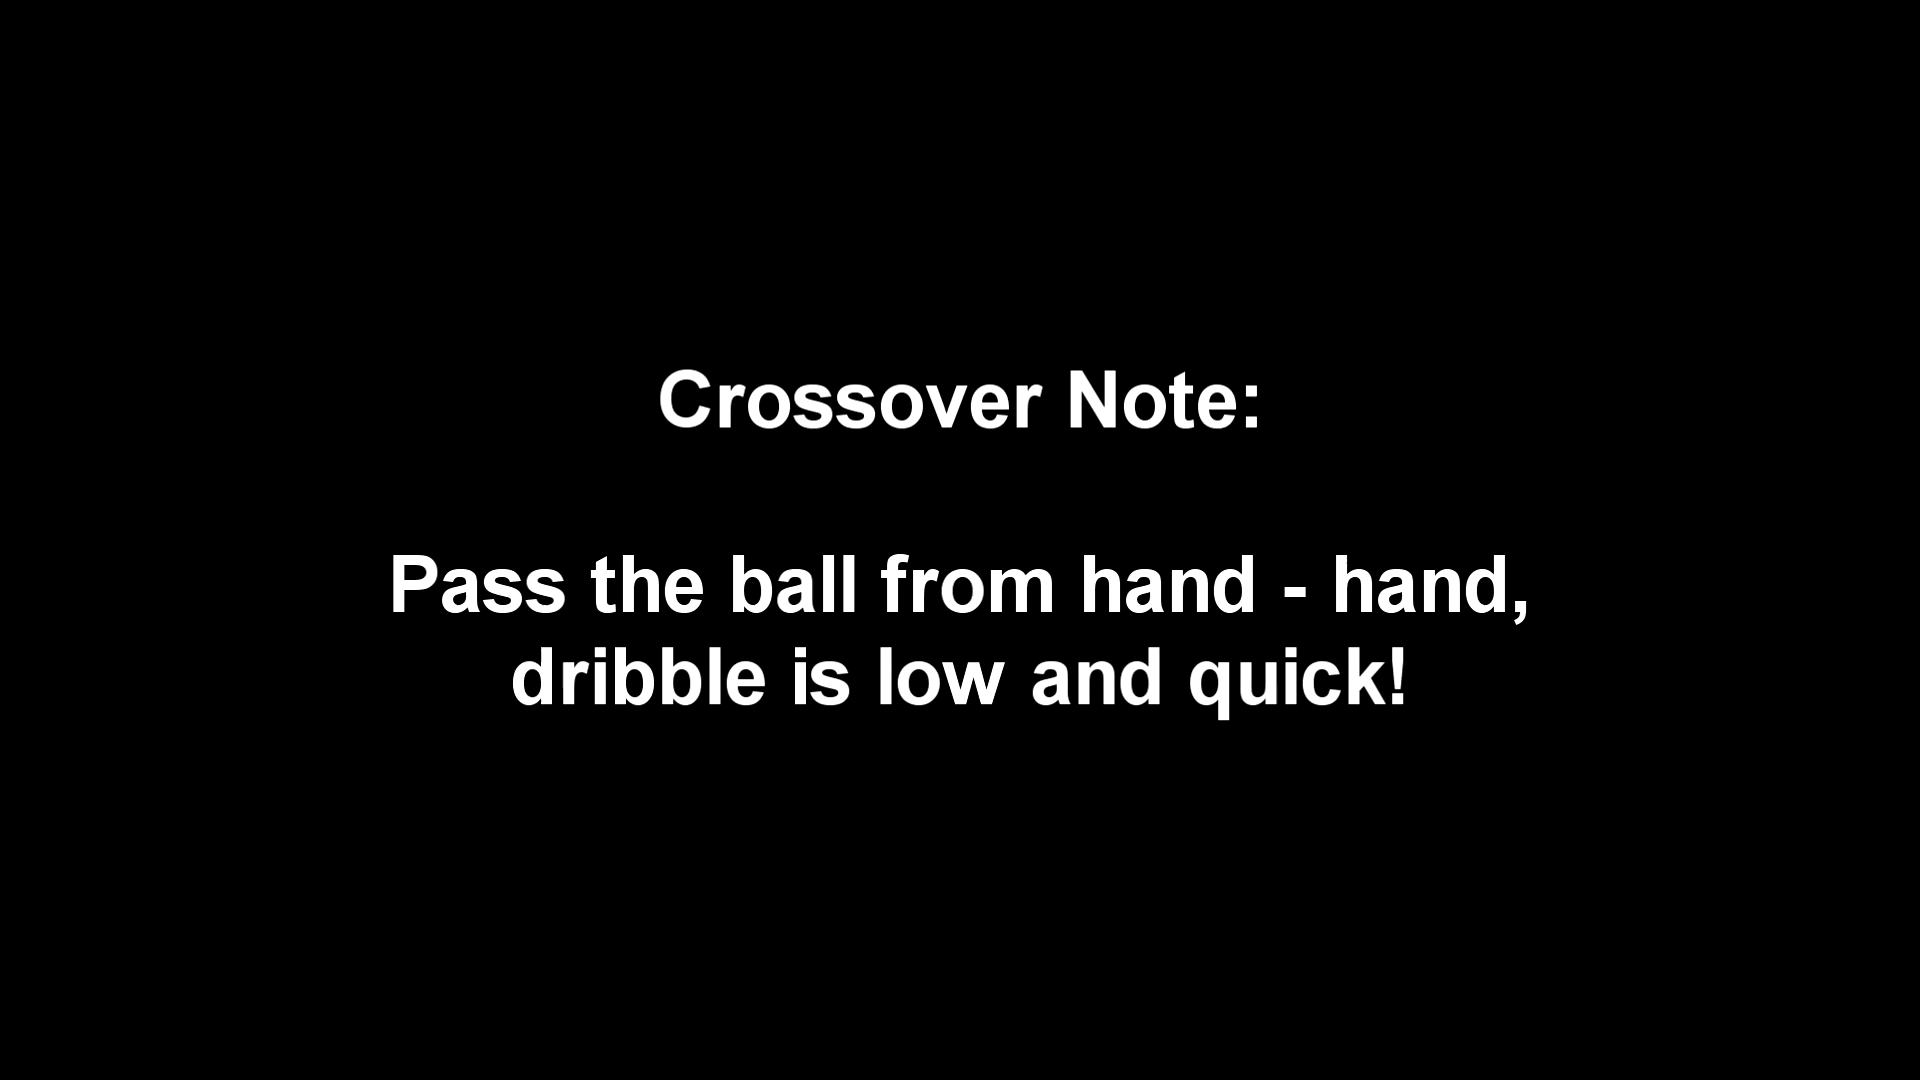 Crossover Note:
Pass the ball from hand - hand,
dribble is low and quick!